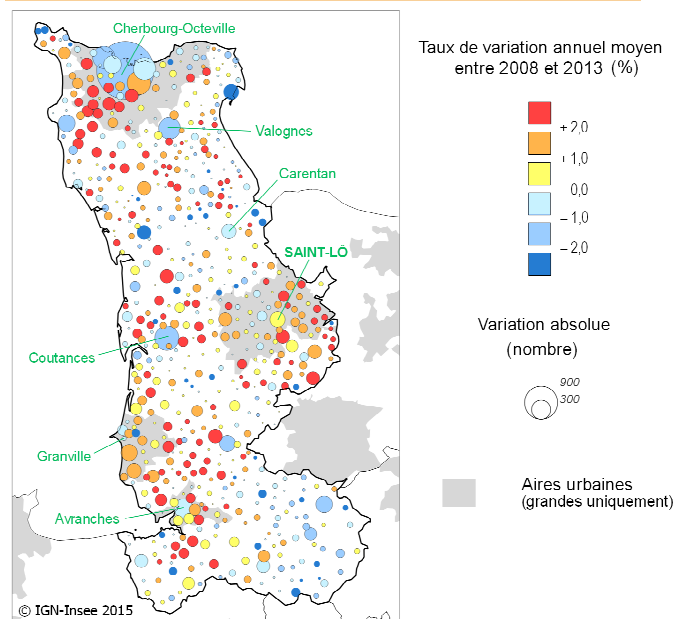 Cherbourg-Octeville
Valognes
Carentan
SAINT-LÔ
Coutances
Granville
Avranches
© IGN-Insee 2015
Taux de variation annuel moyen
entre 2008 et 2013 (%)
+ 2,0
+ 1,0
0,0
– 1,0
– 2,0
Variation absolue
(nombre)
900
300
Aires urbaines
(grandes uniquement)